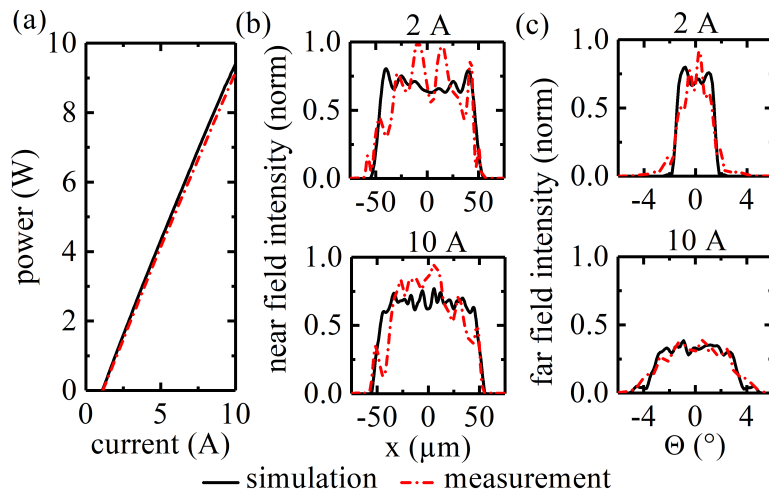 (a)
10
8
6
4
2
0
0
5
10
power (W)
current (A)
(b)
2 A
1.0
0.5
0.0
-50
0
50
10 A
1.0
0.5
0.0
-50
0
50
near field intensity (norm)
x (µm)
(c)
2 A
1.0
0.5
0.0
-4
0
4
10 A
1.0
0.5
0.0
-4
0
4
far field intensity (norm)
Θ (°)
simulation
measurement